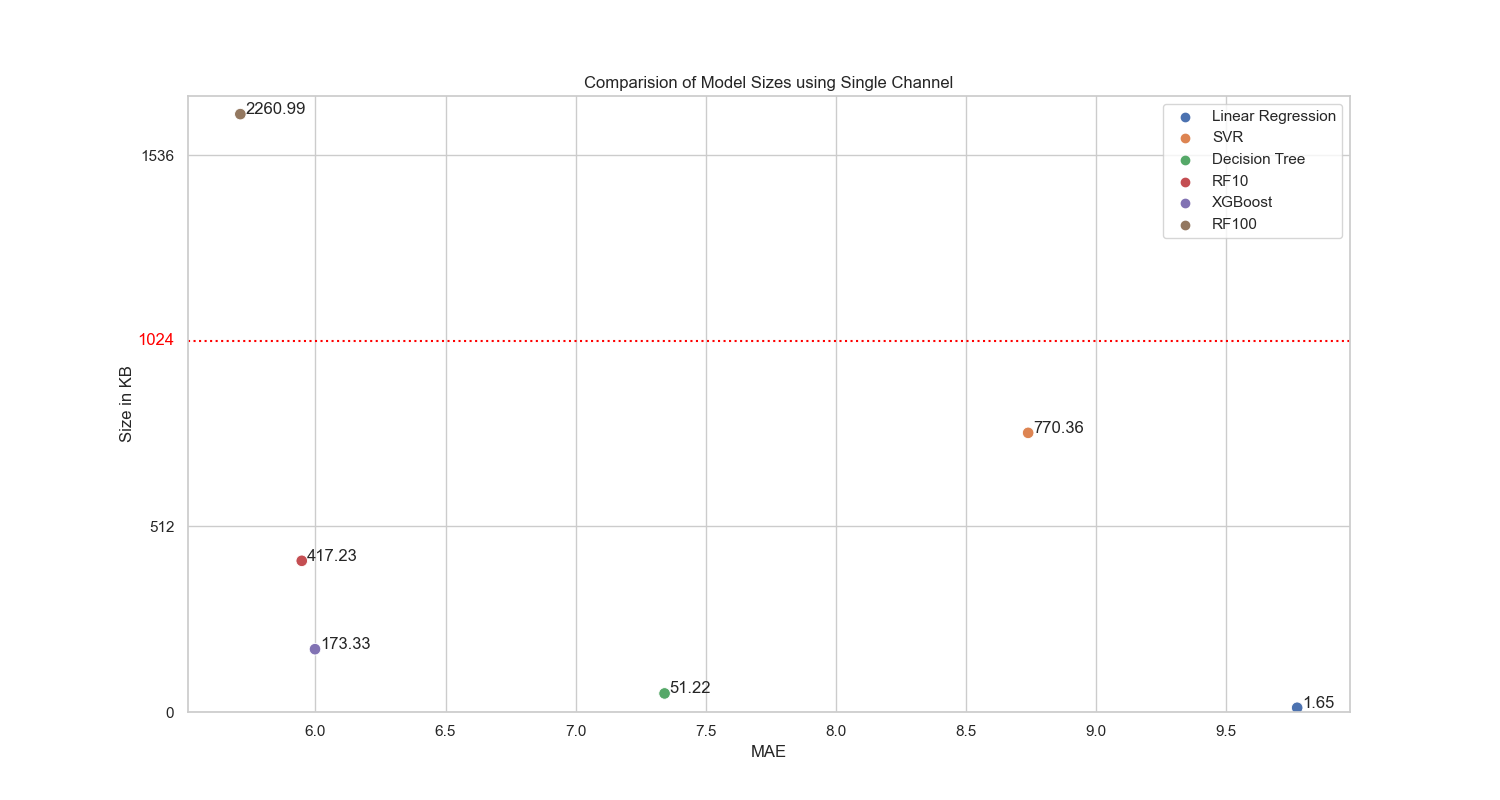 Comparision of Model Sizes using Single Channel
2260.99
Linear Regression
SVR
Decision Tree
RF10
XGBoost
RF100
1536
1024
Size in KB
770.36
512
417.23
173.33
51.22
1.65
0
6.0 6.5 7.0 7.5 8.0 8.5 9.0 9.5
MAE